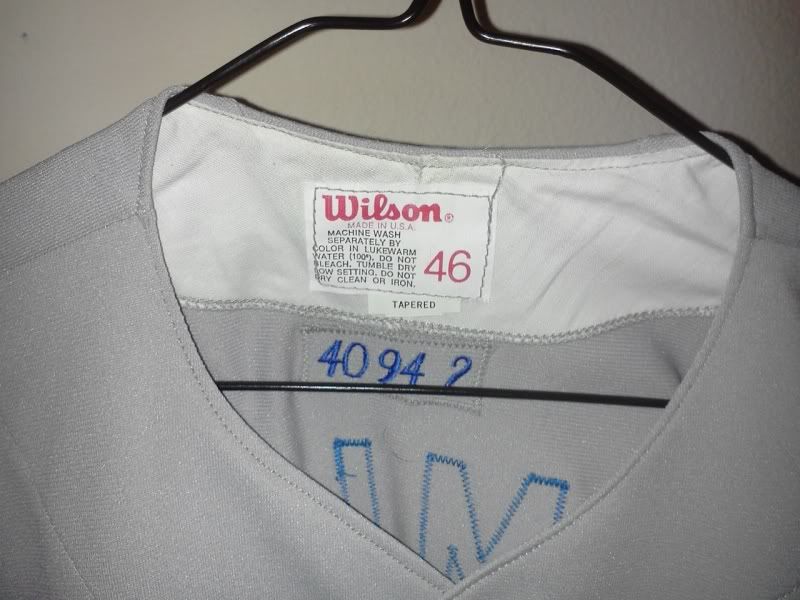 Wilson®
MADE IN U.S.A.
MACHINE WASH
SEPARATELY BY
COLOR IN LUKEWARM
WATER (100°). DO NOT
BLEACH. TUMBLE DRY
LOW SETTING. DO NOT
DRY CLEAN OR IRON.
46
TAPERED
40 94 2